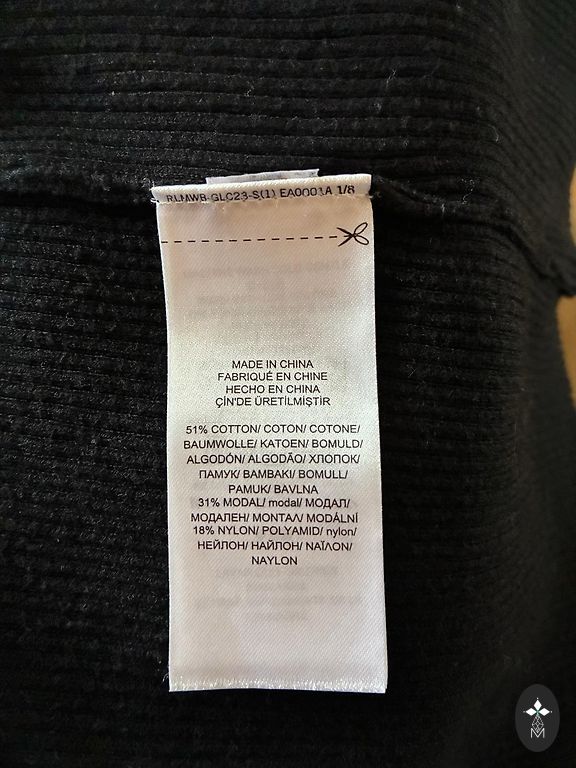 RLMWB-GLC23-S(1) EA0001A 1/8
MADE IN CHINA
FABRIQUÉ EN CHINE
HECHO EN CHINA
ÇİN'DE ÜRETİLMİŞTİR
51% COTTON/ COTON/ COTONE/
BAUMWOLLE/ KATOEN/ BOMULD/
ALGODÓN/ ALGODÃO/ ХЛОПОК/
ПАМУК/ ΒΑΜΒΑΚΙ/ BOMULL/
PAMUK/ BAVLNA
31% MODAL/ modal/ МОДАЛ/
МОДАЛЕН/ ΜΟΝΤΑΛ/ MODÁLNÍ
18% NYLON/ POLYAMID/ nylon/
НЕЙЛОН/ НАЙЛОН/ ΝΑΪΛΟΝ/
NAYLON
M